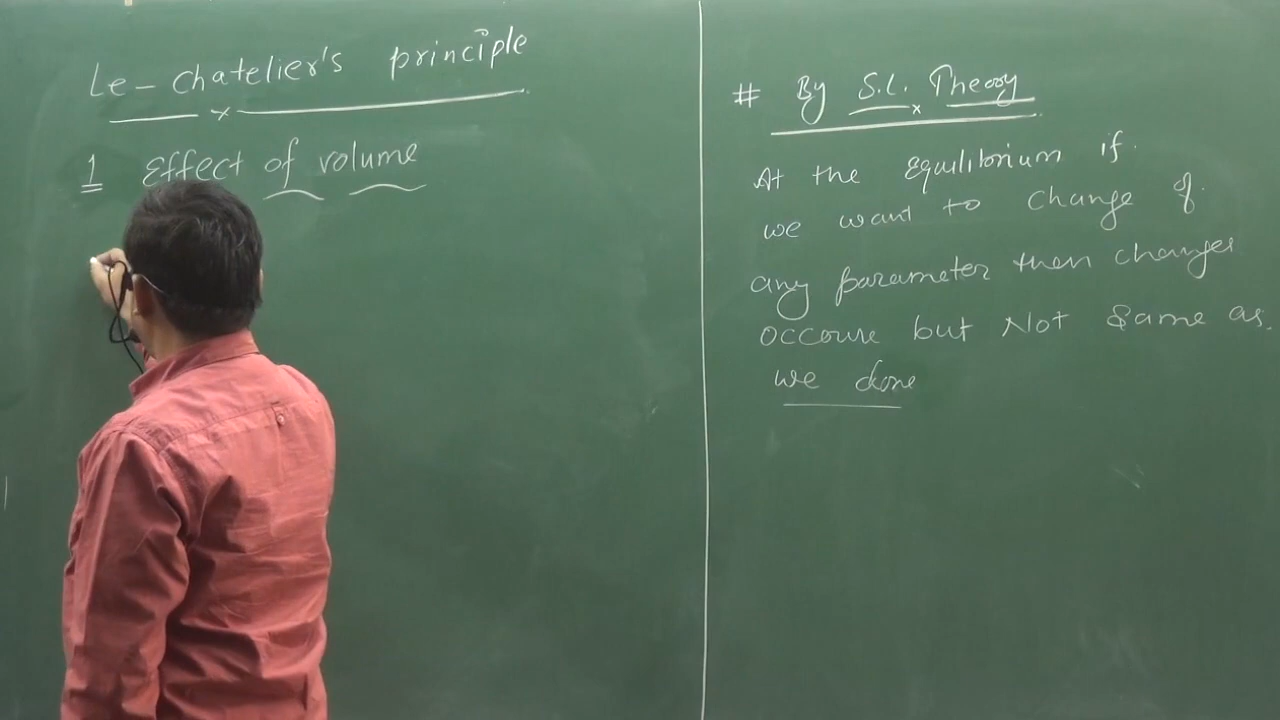 Le-chatelier's principle
1 Effect of volume
# By S.L. Theory
At the Equilibrium if.
we want to change of
any parameter then changes
occoure but Not Same as.
we done